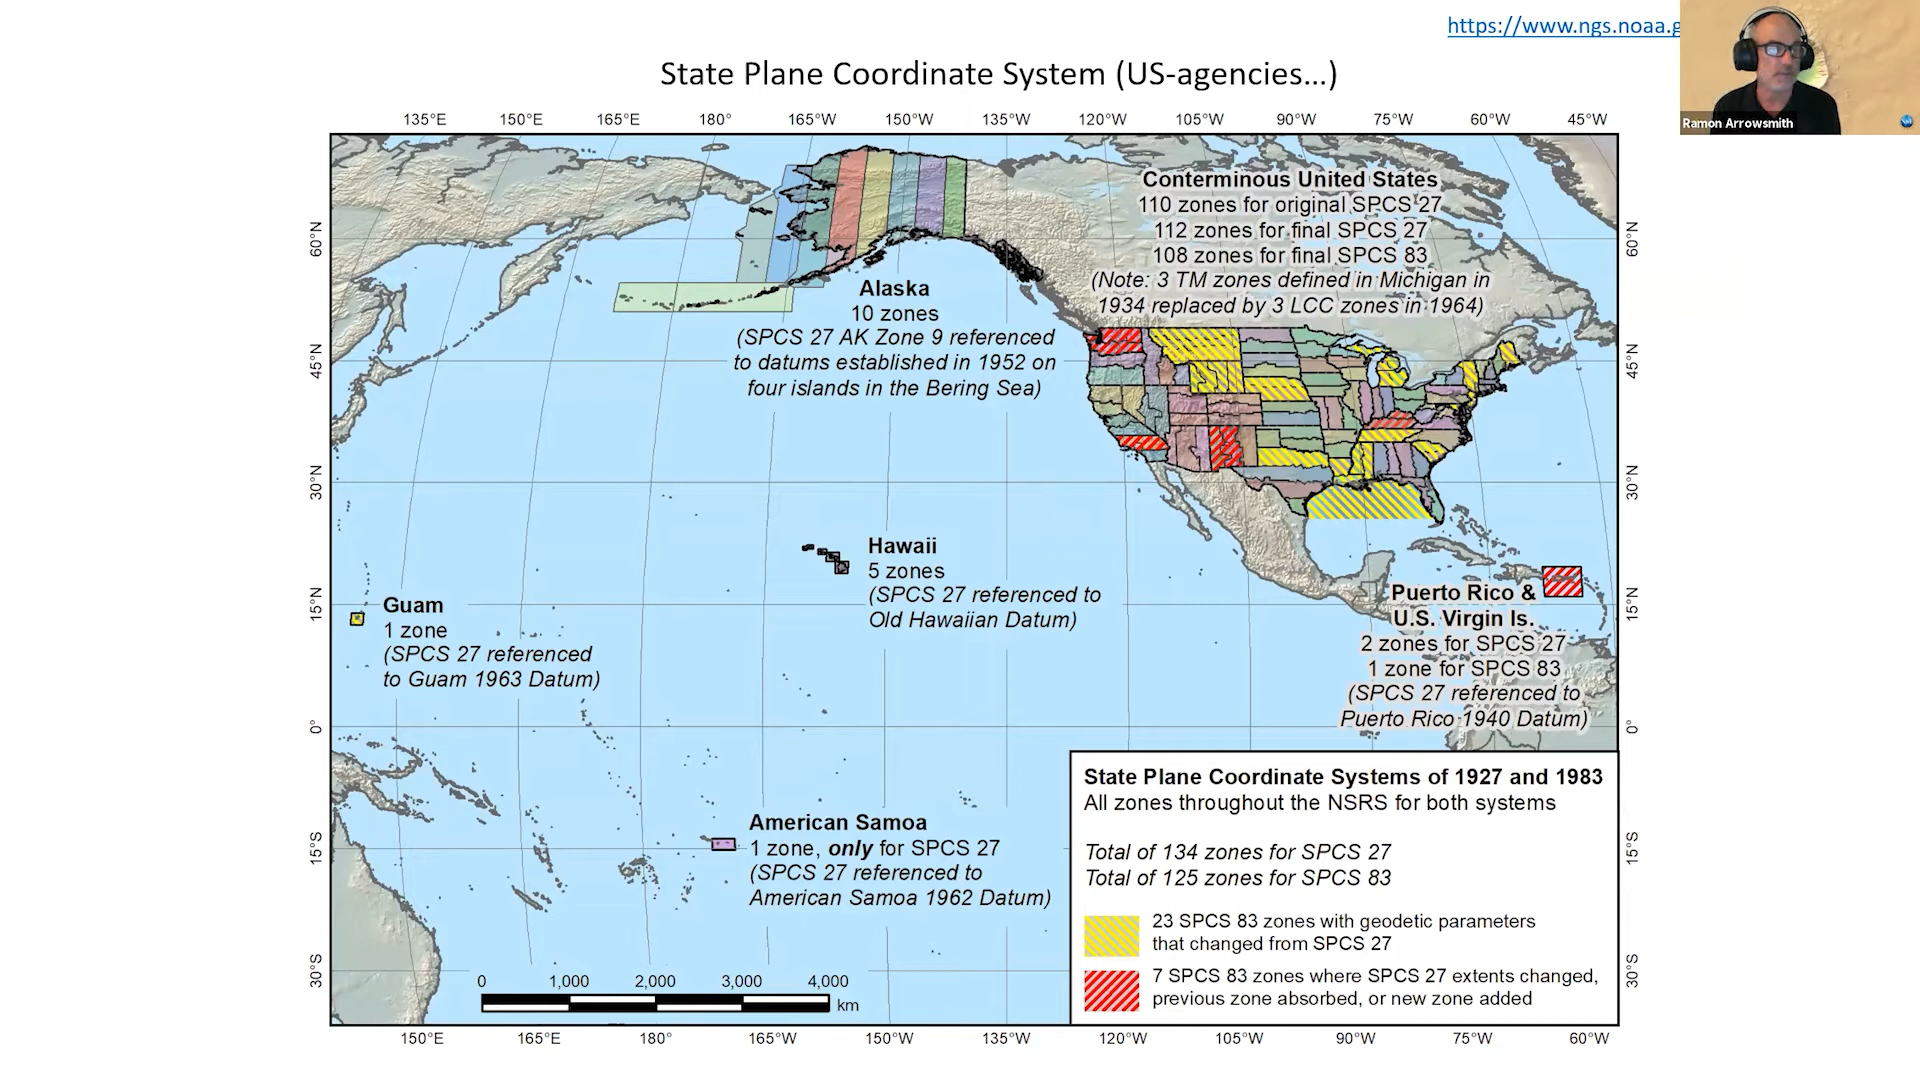 https://www.ngs.noaa.g
State Plane Coordinate System (US-agencies...)
Ramon Arrowsmith
135°E 150°E 165°E 180° 165°W 150°W 135°W 120°W 105°W 90°W 75°W 60°W 45°W
60°N
45°N
30°N
15°N
0°
15°S
30°S
60°N
45°N
30°N
15°N
0°
15°S
30°S
Conterminous United States
110 zones for original SPCS 27
112 zones for final SPCS 27
108 zones for final SPCS 83
(Note: 3 TM zones defined in Michigan in
1934 replaced by 3 LCC zones in 1964)
Alaska
10 zones
(SPCS 27 AK Zone 9 referenced
to datums established in 1952 on
four islands in the Bering Sea)
Hawaii
5 zones
(SPCS 27 referenced to
Old Hawaiian Datum)
Guam
1 zone
(SPCS 27 referenced
to Guam 1963 Datum)
Puerto Rico &
U.S. Virgin Is.
2 zones for SPCS 27
1 zone for SPCS 83
(SPCS 27 referenced to
Puerto Rico 1940 Datum)
American Samoa
1 zone, only for SPCS 27
(SPCS 27 referenced to
American Samoa 1962 Datum)
State Plane Coordinate Systems of 1927 and 1983
All zones throughout the NSRS for both systems
Total of 134 zones for SPCS 27
Total of 125 zones for SPCS 83
23 SPCS 83 zones with geodetic parameters
that changed from SPCS 27
7 SPCS 83 zones where SPCS 27 extents changed,
previous zone absorbed, or new zone added
0 1,000 2,000 3,000 4,000
km
150°E 165°E 180° 165°W 150°W 135°W 120°W 105°W 90°W 75°W 60°W